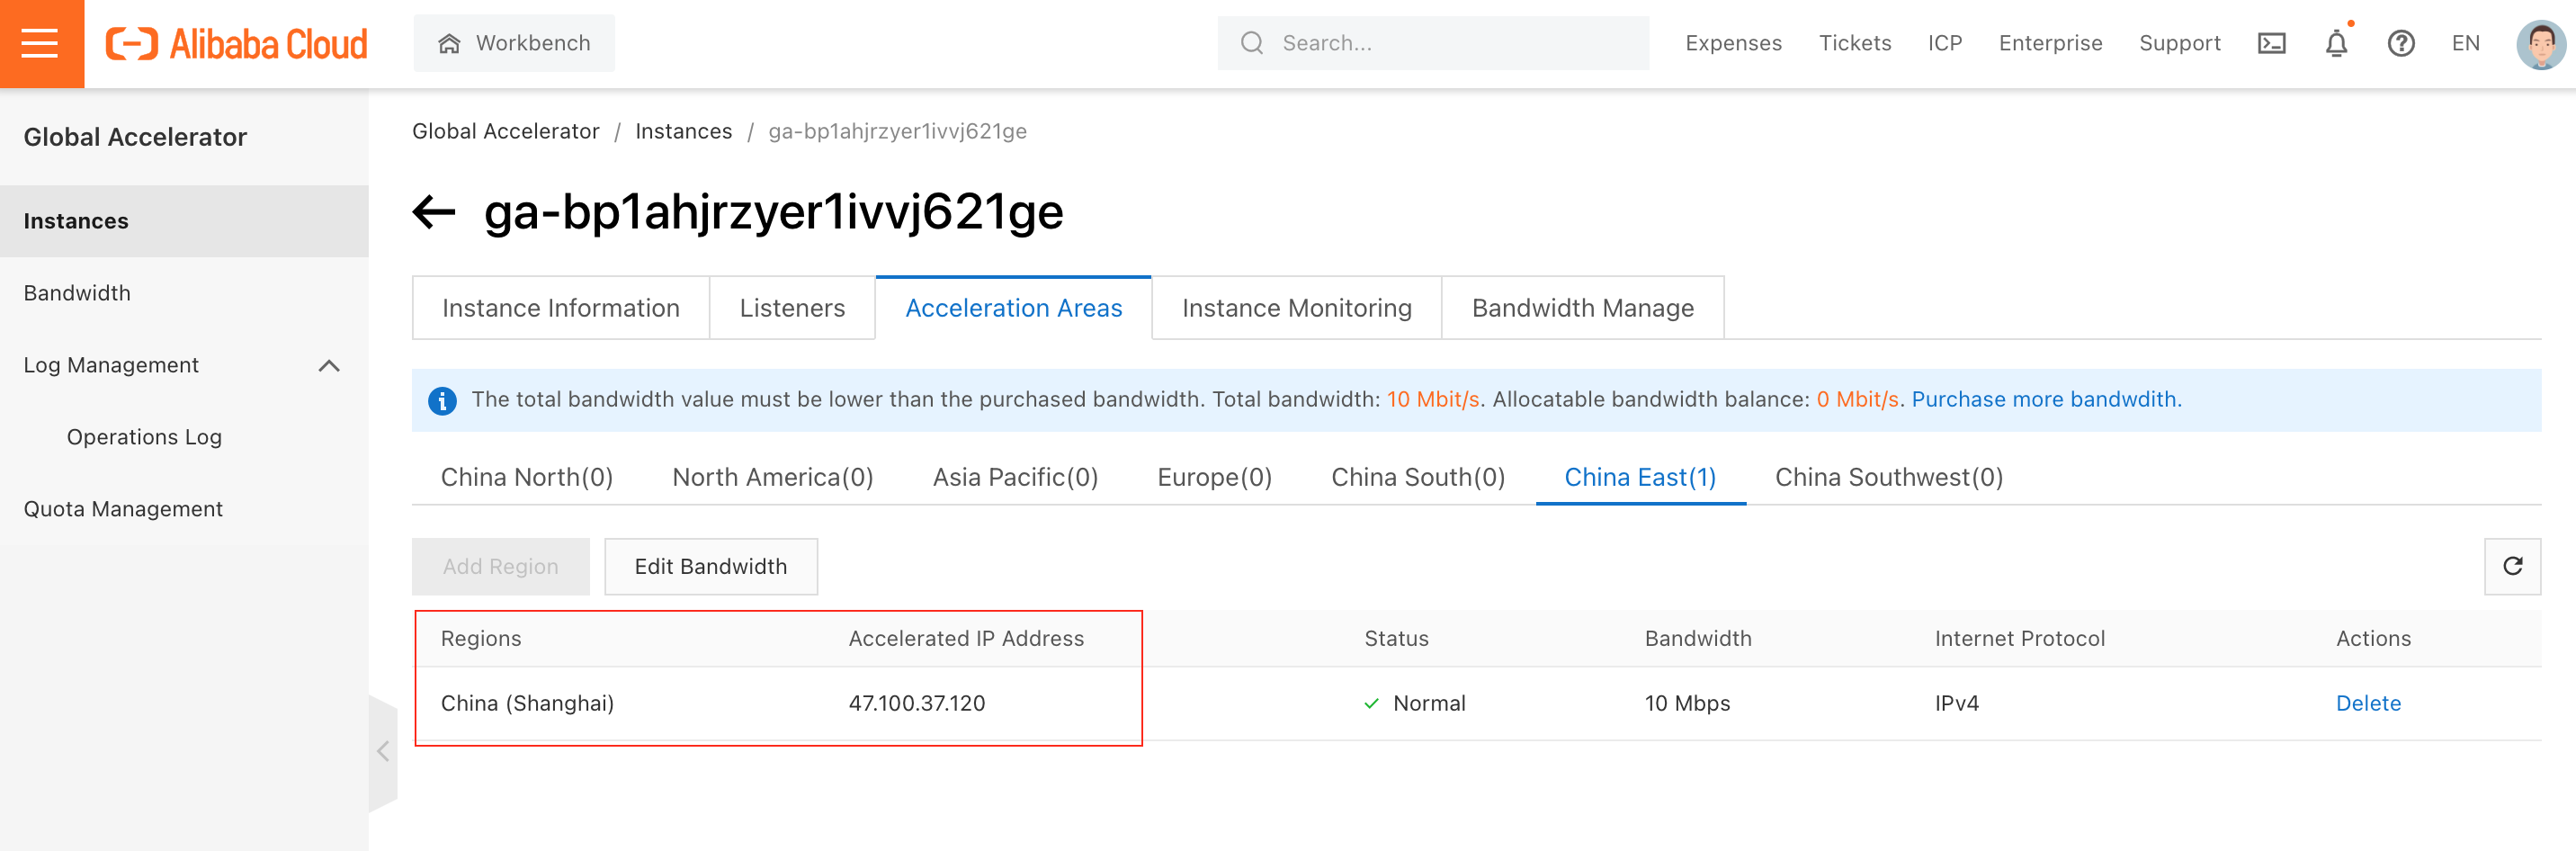 Alibaba Cloud Workbench Search... Expenses Tickets ICP Enterprise Support EN
Global Accelerator
Instances
Bandwidth
Log Management
Operations Log
Quota Management
Global Accelerator / Instances / ga-bp1ahjrzyer1ivvj621ge
ga-bp1ahjrzyer1ivvj621ge
Instance Information Listeners Acceleration Areas Instance Monitoring Bandwidth Manage
The total bandwidth value must be lower than the purchased bandwidth. Total bandwidth: 10 Mbit/s. Allocatable bandwidth balance: 0 Mbit/s. Purchase more bandwdith.
China North(0) North America(0) Asia Pacific(0) Europe(0) China South(0) China East(1) China Southwest(0)
Add Region Edit Bandwidth
Regions Accelerated IP Address Status Bandwidth Internet Protocol Actions
China (Shanghai) 47.100.37.120 Normal 10 Mbps IPv4 Delete